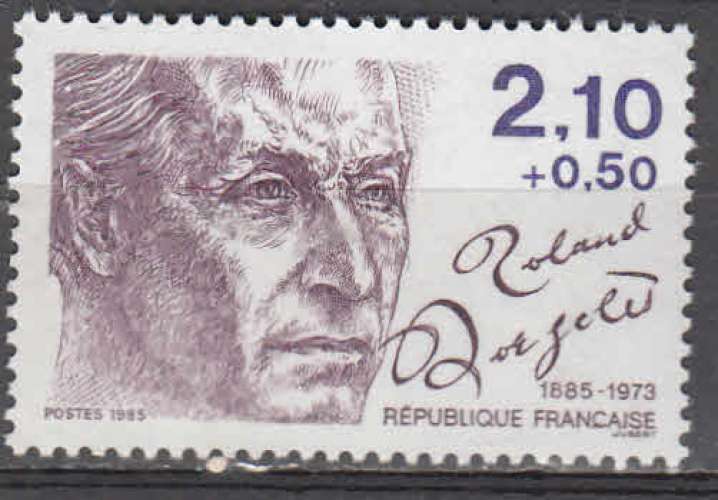 2,10
+0,50
Roland
Dorgelès
1885-1973
POSTES 1985
RÉPUBLIQUE FRANÇAISE
JUBERT